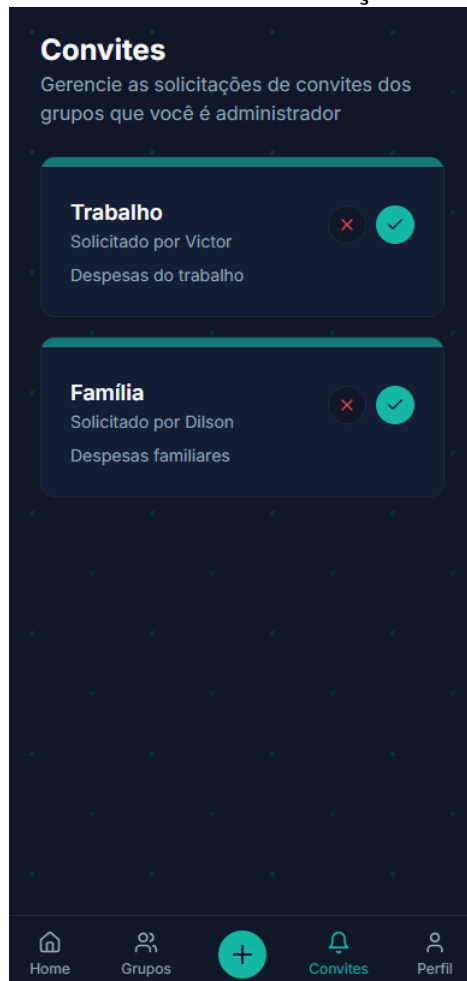 Convites
Gerencie as solicitações de convites dos
grupos que você é administrador
Trabalho
Solicitado por Victor
Despesas do trabalho
Família
Solicitado por Dilson
Despesas familiares
Home
Grupos
Convites
Perfil